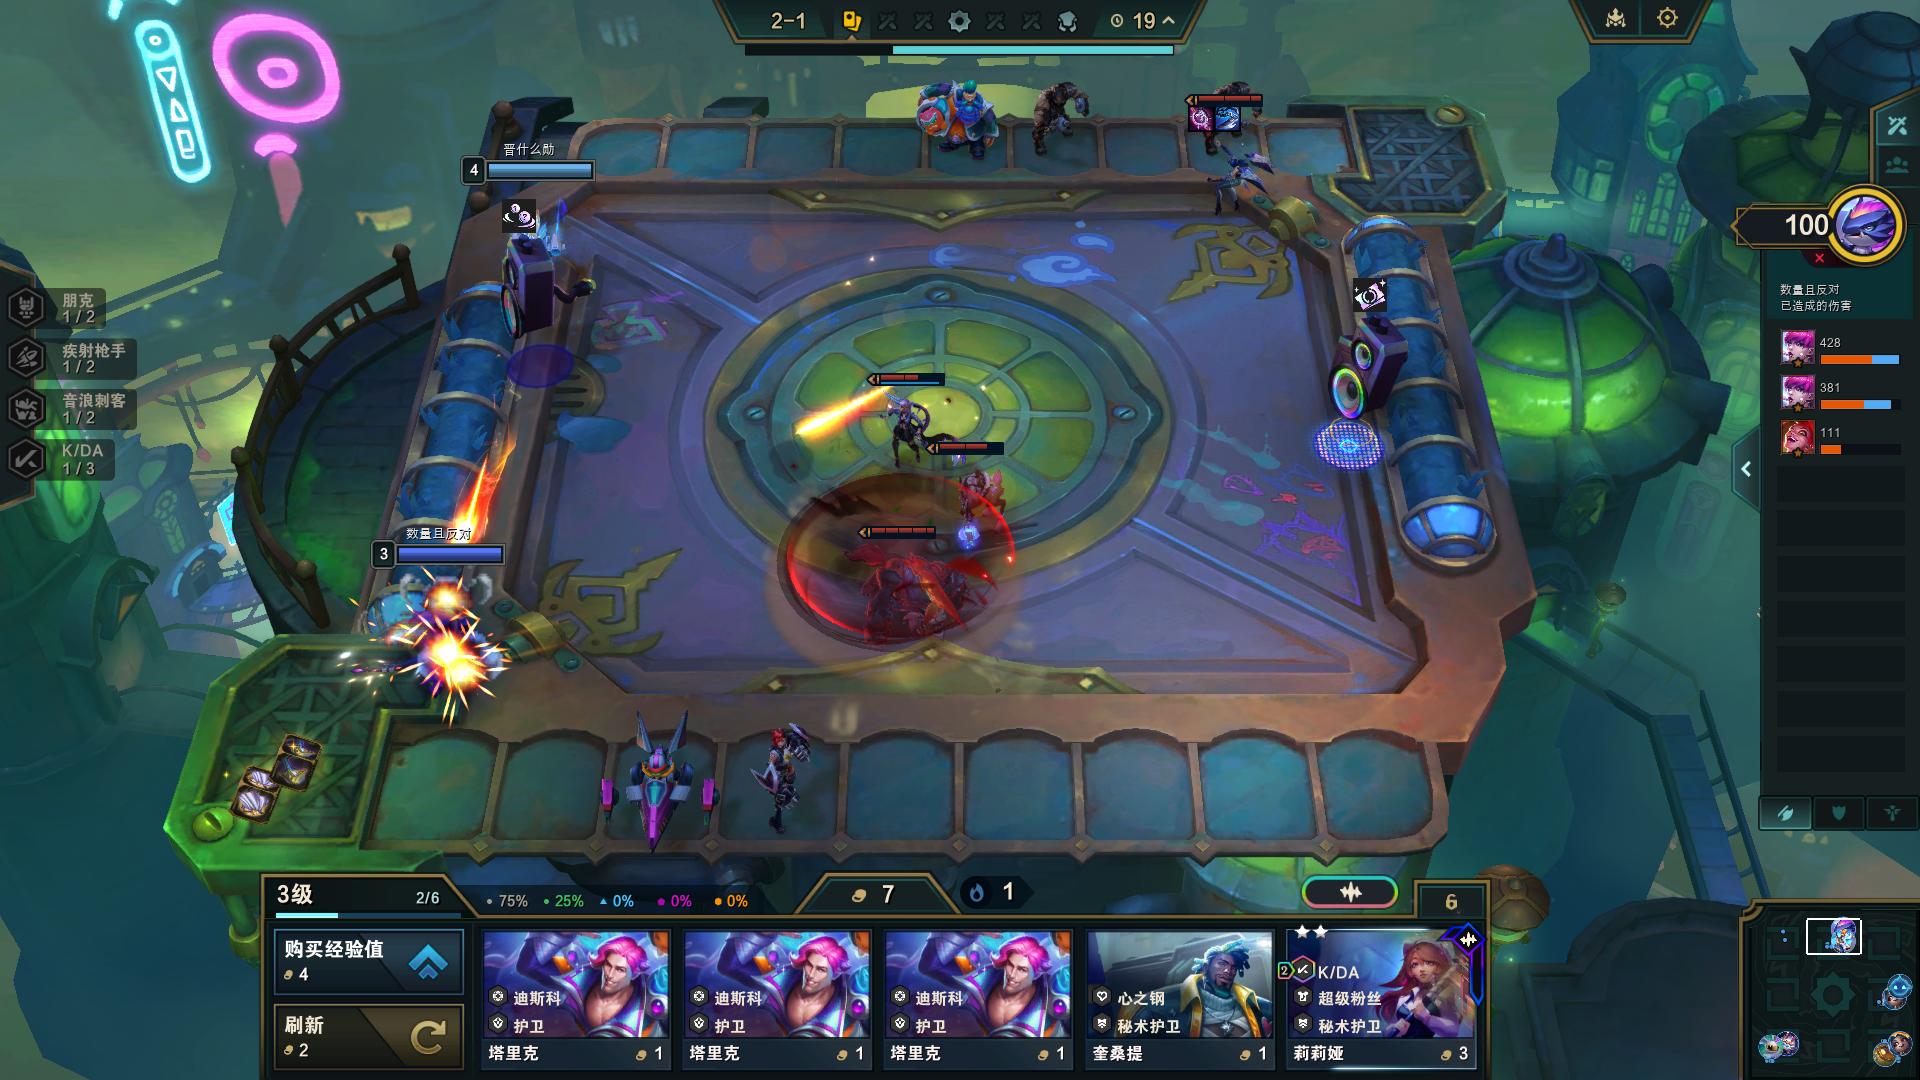 2-1
19
晋什么勋
4
100
数量且反对
已造成的伤害
428
381
111
朋克
1 / 2
疾射枪手
1 / 2
音浪刺客
1 / 2
K/DA
1 / 3
数量且反对
3
3级
2/6
75%
25%
0%
0%
0%
7
1
6
购买经验值
4
刷新
2
迪斯科
护卫
塔里克
1
迪斯科
护卫
塔里克
1
迪斯科
护卫
塔里克
1
心之钢
秘术护卫
奎桑提
1
2
K/DA
超级粉丝
秘术护卫
莉莉娅
3